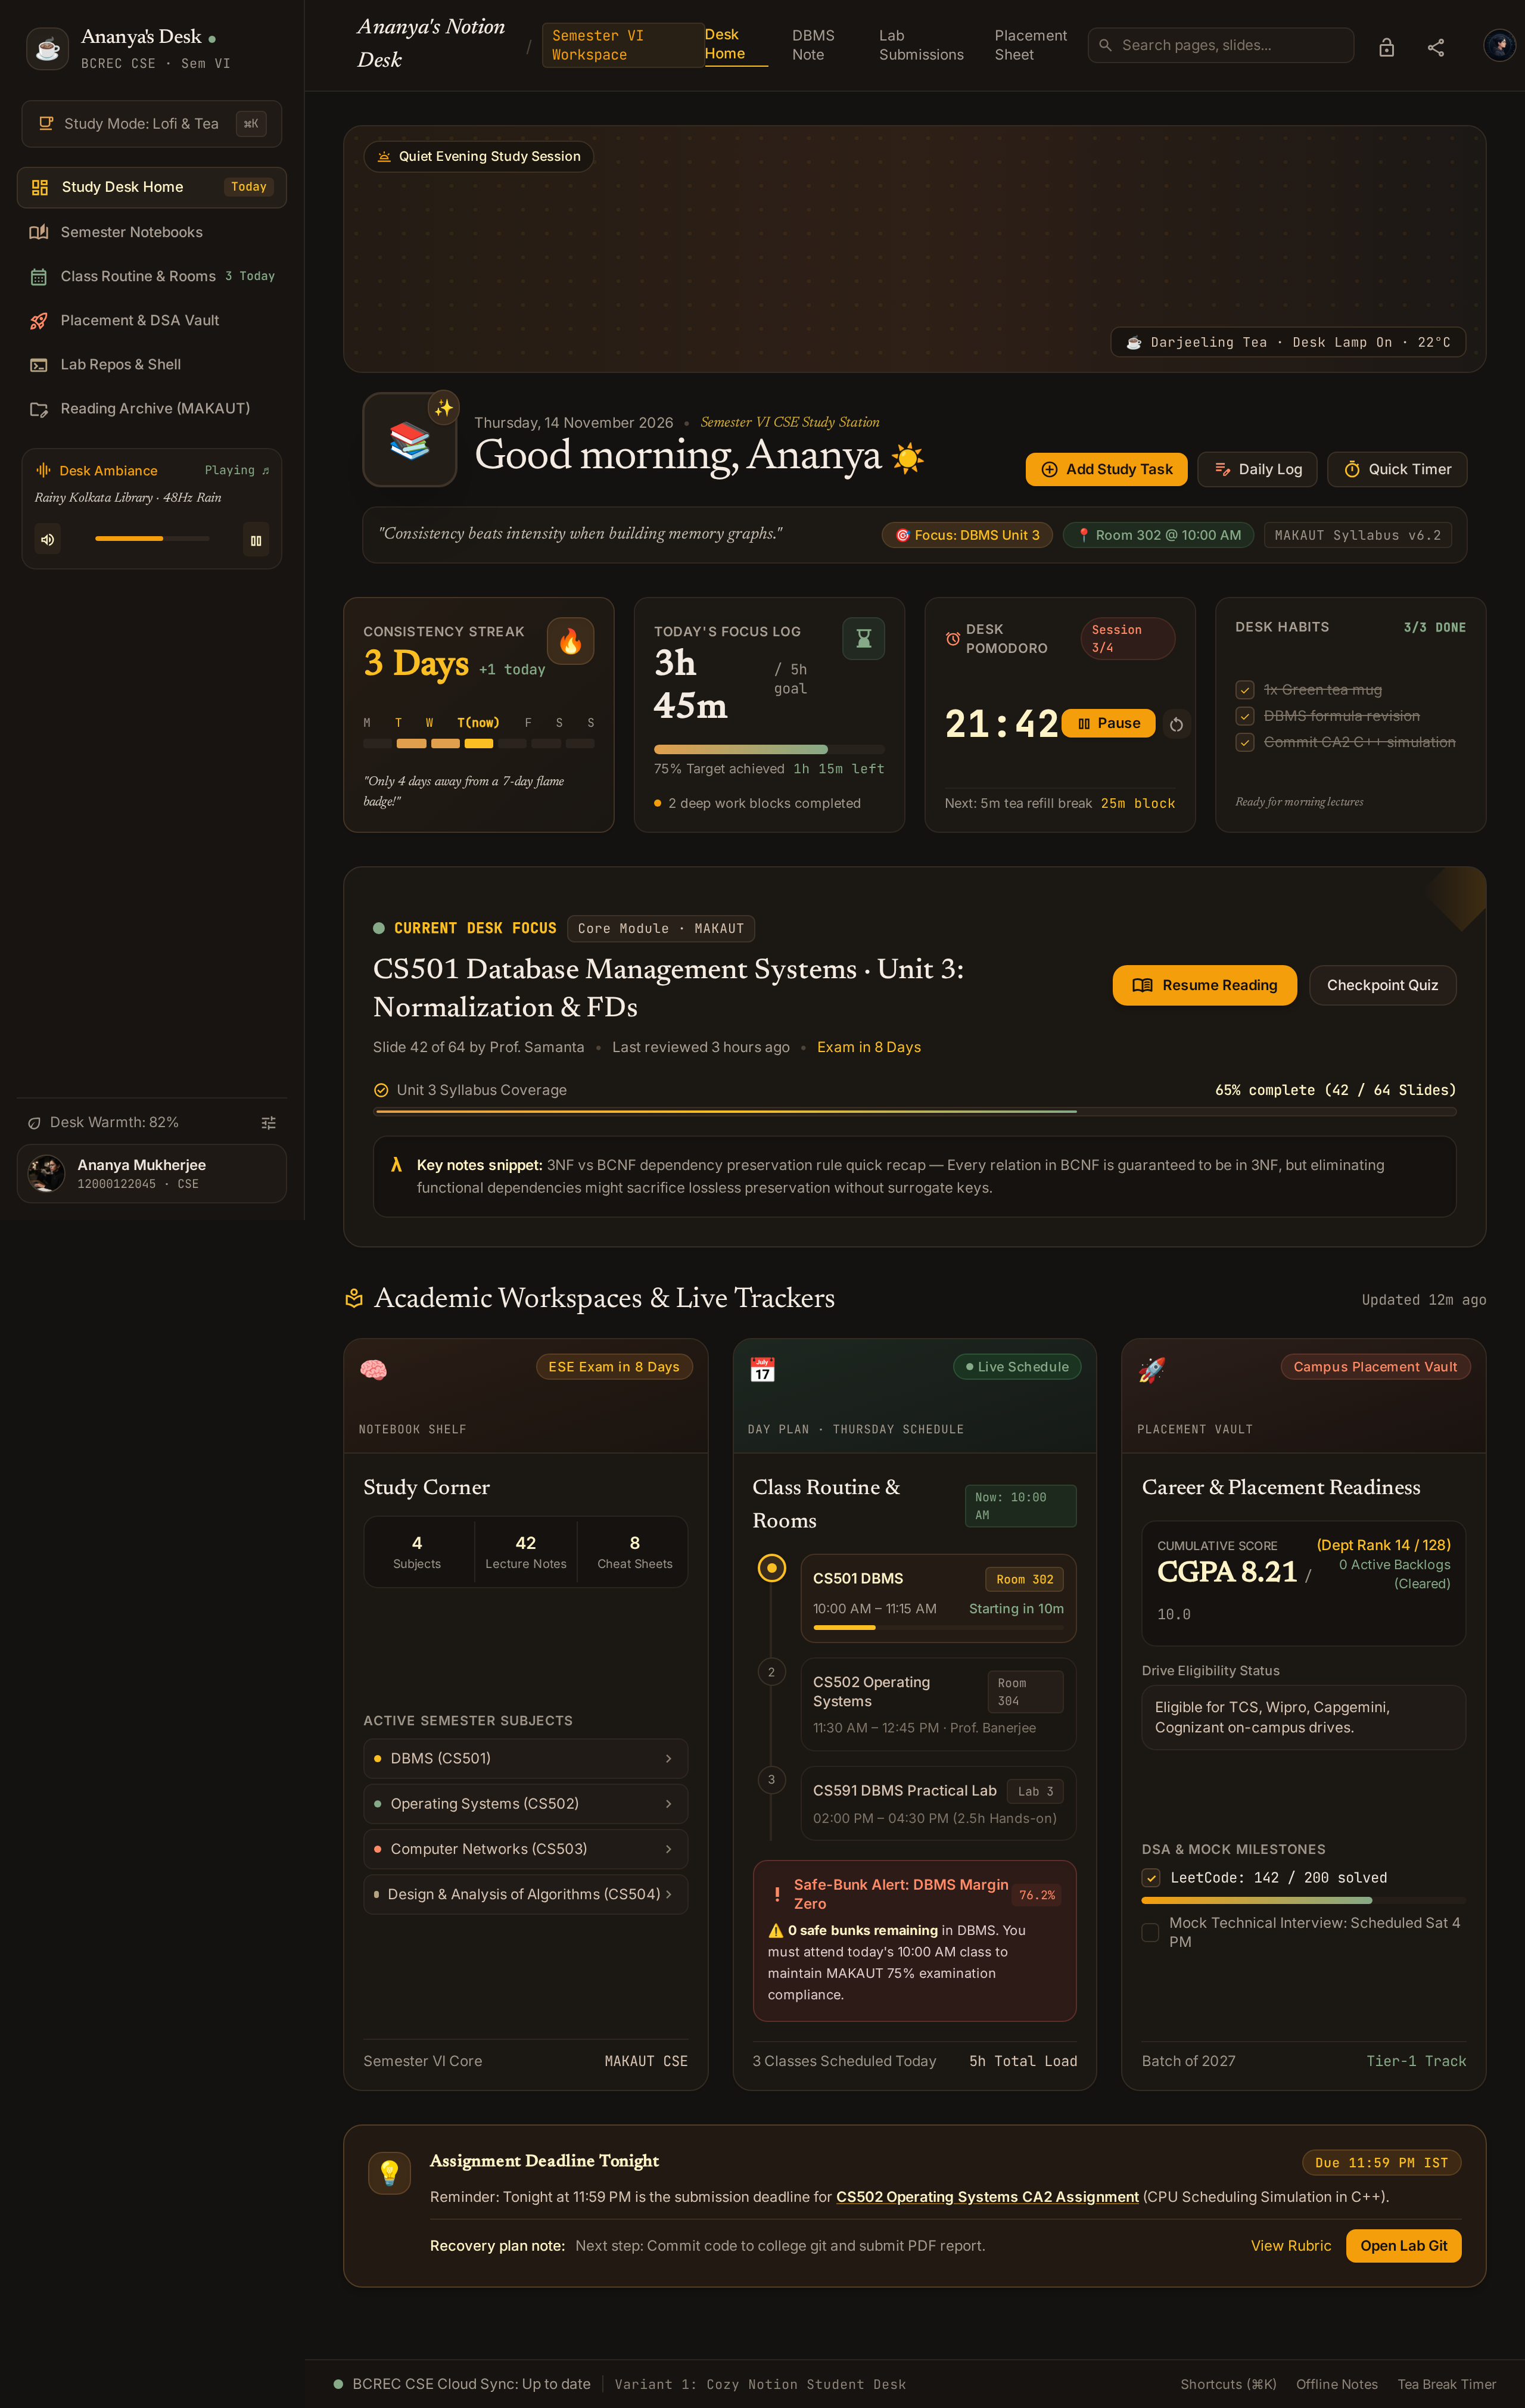 Ananya's Desk
BCREC CSE · Sem VI
Study Mode: Lofi & Tea ⌘K
Study Desk Home Today
Semester Notebooks
Class Routine & Rooms 3 Today
Placement & DSA Vault
Lab Repos & Shell
Reading Archive (MAKAUT)
Desk Ambiance Playing ♬
Rainy Kolkata Library · 48Hz Rain
Desk Warmth: 82%
Ananya Mukherjee
12000122045 · CSE
Ananya's Notion
Desk
/
Semester VI
Workspace
Desk
Home
DBMS
Note
Lab
Submissions
Placement
Sheet
Search pages, slides...
Quiet Evening Study Session
☕ Darjeeling Tea · Desk Lamp On · 22°C
Thursday, 14 November 2026 • Semester VI CSE Study Station
Good morning, Ananya ☀️
Add Study Task
Daily Log
Quick Timer
"Consistency beats intensity when building memory graphs."
🎯 Focus: DBMS Unit 3
📍 Room 302 @ 10:00 AM
MAKAUT Syllabus v6.2
CONSISTENCY STREAK
3 Days +1 today
M T W T(now) F S S
"Only 4 days away from a 7-day flame
badge!"
TODAY'S FOCUS LOG
3h
45m
/ 5h
goal
75% Target achieved 1h 15m left
2 deep work blocks completed
DESK
POMODORO
Session
3/4
21:42
Pause
Next: 5m tea refill break 25m block
DESK HABITS 3/3 DONE
1x Green tea mug
DBMS formula revision
Commit CA2 C++ simulation
Ready for morning lectures
CURRENT DESK FOCUS Core Module · MAKAUT
CS501 Database Management Systems · Unit 3:
Normalization & FDs
Slide 42 of 64 by Prof. Samanta • Last reviewed 3 hours ago • Exam in 8 Days
Resume Reading
Checkpoint Quiz
Unit 3 Syllabus Coverage 65% complete (42 / 64 Slides)
λ Key notes snippet: 3NF vs BCNF dependency preservation rule quick recap — Every relation in BCNF is guaranteed to be in 3NF, but eliminating
functional dependencies might sacrifice lossless preservation without surrogate keys.
Academic Workspaces & Live Trackers
Updated 12m ago
ESE Exam in 8 Days
NOTEBOOK SHELF
Study Corner
4 42 8
Subjects Lecture Notes Cheat Sheets
ACTIVE SEMESTER SUBJECTS
DBMS (CS501)
Operating Systems (CS502)
Computer Networks (CS503)
Design & Analysis of Algorithms (CS504)
Semester VI Core MAKAUT CSE
July
17
Live Schedule
DAY PLAN · THURSDAY SCHEDULE
Class Routine &
Rooms
Now: 10:00
AM
CS501 DBMS Room 302
10:00 AM – 11:15 AM Starting in 10m
2
CS502 Operating
Systems
Room
304
11:30 AM – 12:45 PM · Prof. Banerjee
3
CS591 DBMS Practical Lab Lab 3
02:00 PM – 04:30 PM (2.5h Hands-on)
! Safe-Bunk Alert: DBMS Margin
Zero
76.2%
⚠️ 0 safe bunks remaining in DBMS. You
must attend today's 10:00 AM class to
maintain MAKAUT 75% examination
compliance.
3 Classes Scheduled Today 5h Total Load
Campus Placement Vault
PLACEMENT VAULT
Career & Placement Readiness
CUMULATIVE SCORE
CGPA 8.21 /
10.0
(Dept Rank 14 / 128)
0 Active Backlogs
(Cleared)
Drive Eligibility Status
Eligible for TCS, Wipro, Capgemini,
Cognizant on-campus drives.
DSA & MOCK MILESTONES
LeetCode: 142 / 200 solved
Mock Technical Interview: Scheduled Sat 4
PM
Batch of 2027 Tier-1 Track
Assignment Deadline Tonight
Due 11:59 PM IST
Reminder: Tonight at 11:59 PM is the submission deadline for CS502 Operating Systems CA2 Assignment (CPU Scheduling Simulation in C++).
Recovery plan note: Next step: Commit code to college git and submit PDF report.
View Rubric
Open Lab Git
BCREC CSE Cloud Sync: Up to date
Variant 1: Cozy Notion Student Desk
Shortcuts (⌘K) Offline Notes Tea Break Timer